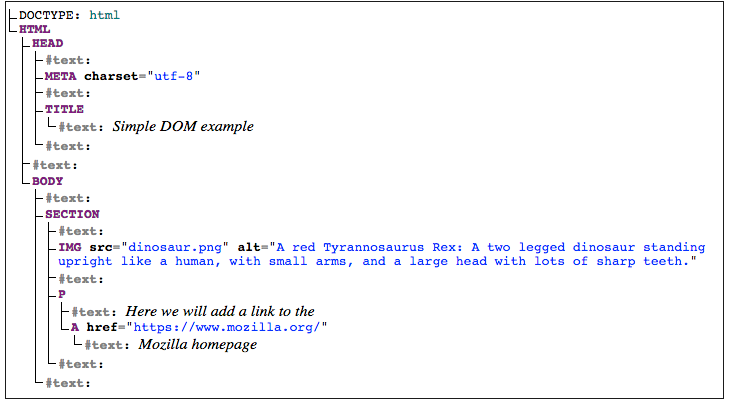 DOCTYPE: html
HTML
HEAD
#text:
META charset="utf-8"
#text:
TITLE
#text: Simple DOM example
#text:
#text:
BODY
#text:
SECTION
#text:
IMG src="dinosaur.png" alt="A red Tyrannosaurus Rex: A two legged dinosaur standing
upright like a human, with small arms, and a large head with lots of sharp teeth."
#text:
P
#text: Here we will add a link to the
A href="https://www.mozilla.org/"
#text: Mozilla homepage
#text:
#text: